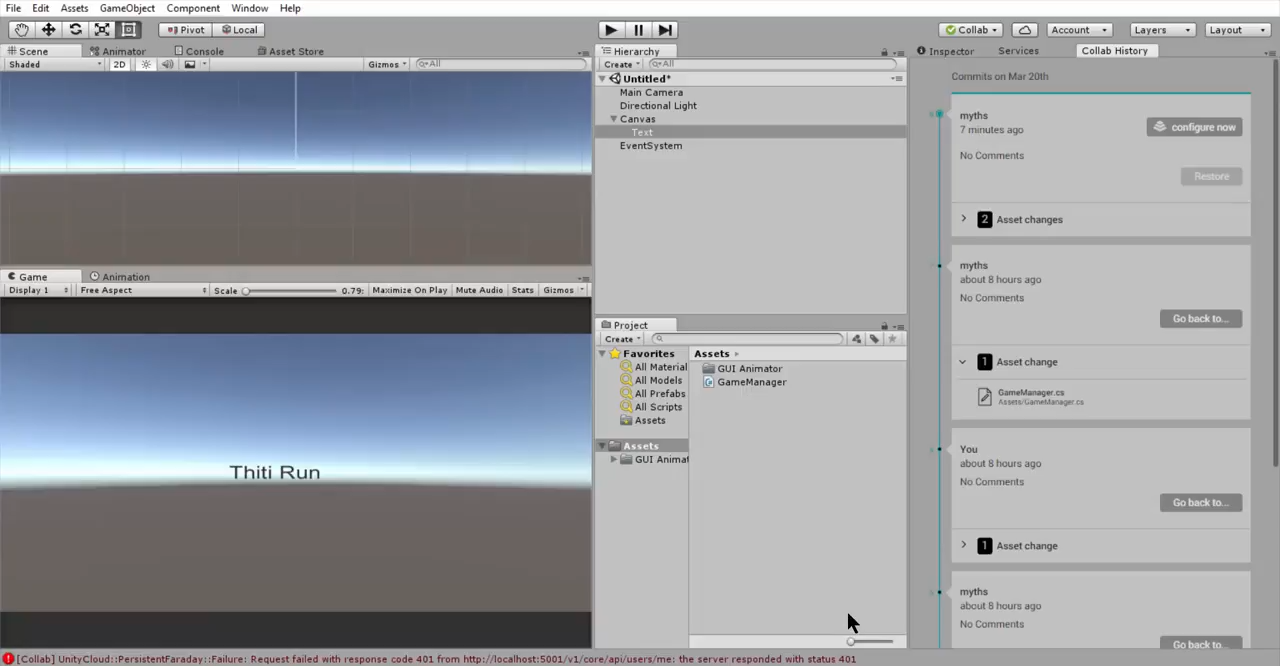 File Edit Assets GameObject Component Window Help
Pivot Local Collab Account Layers Layout
Scene Animator Console Asset Store
Shaded 2D Gizmos All
Game Animation
Display 1 Free Aspect Scale 0.79: Maximize On Play Mute Audio Stats Gizmos
Thiti Run
Hierarchy
Create All
Untitled*
Main Camera
Directional Light
Canvas
Text
EventSystem
Project
Create
Favorites
All Material
All Models
All Prefabs
All Scripts
Assets
Assets
GUI Animat
Assets
GUI Animator
GameManager
Inspector Services Collab History
Commits on Mar 20th
myths
7 minutes ago
configure now
No Comments
Restore
2 Asset changes
myths
about 8 hours ago
No Comments
Go back to...
1 Asset change
GameManager.cs
Assets/GameManager.cs
You
about 8 hours ago
No Comments
Go back to...
1 Asset change
myths
about 8 hours ago
No Comments
Go back to...
[Collab] UnityCloud::PersistentFaraday::Failure: Request failed with response code 401 from http://localhost:5001/v1/core/api/users/me: the server responded with status 401